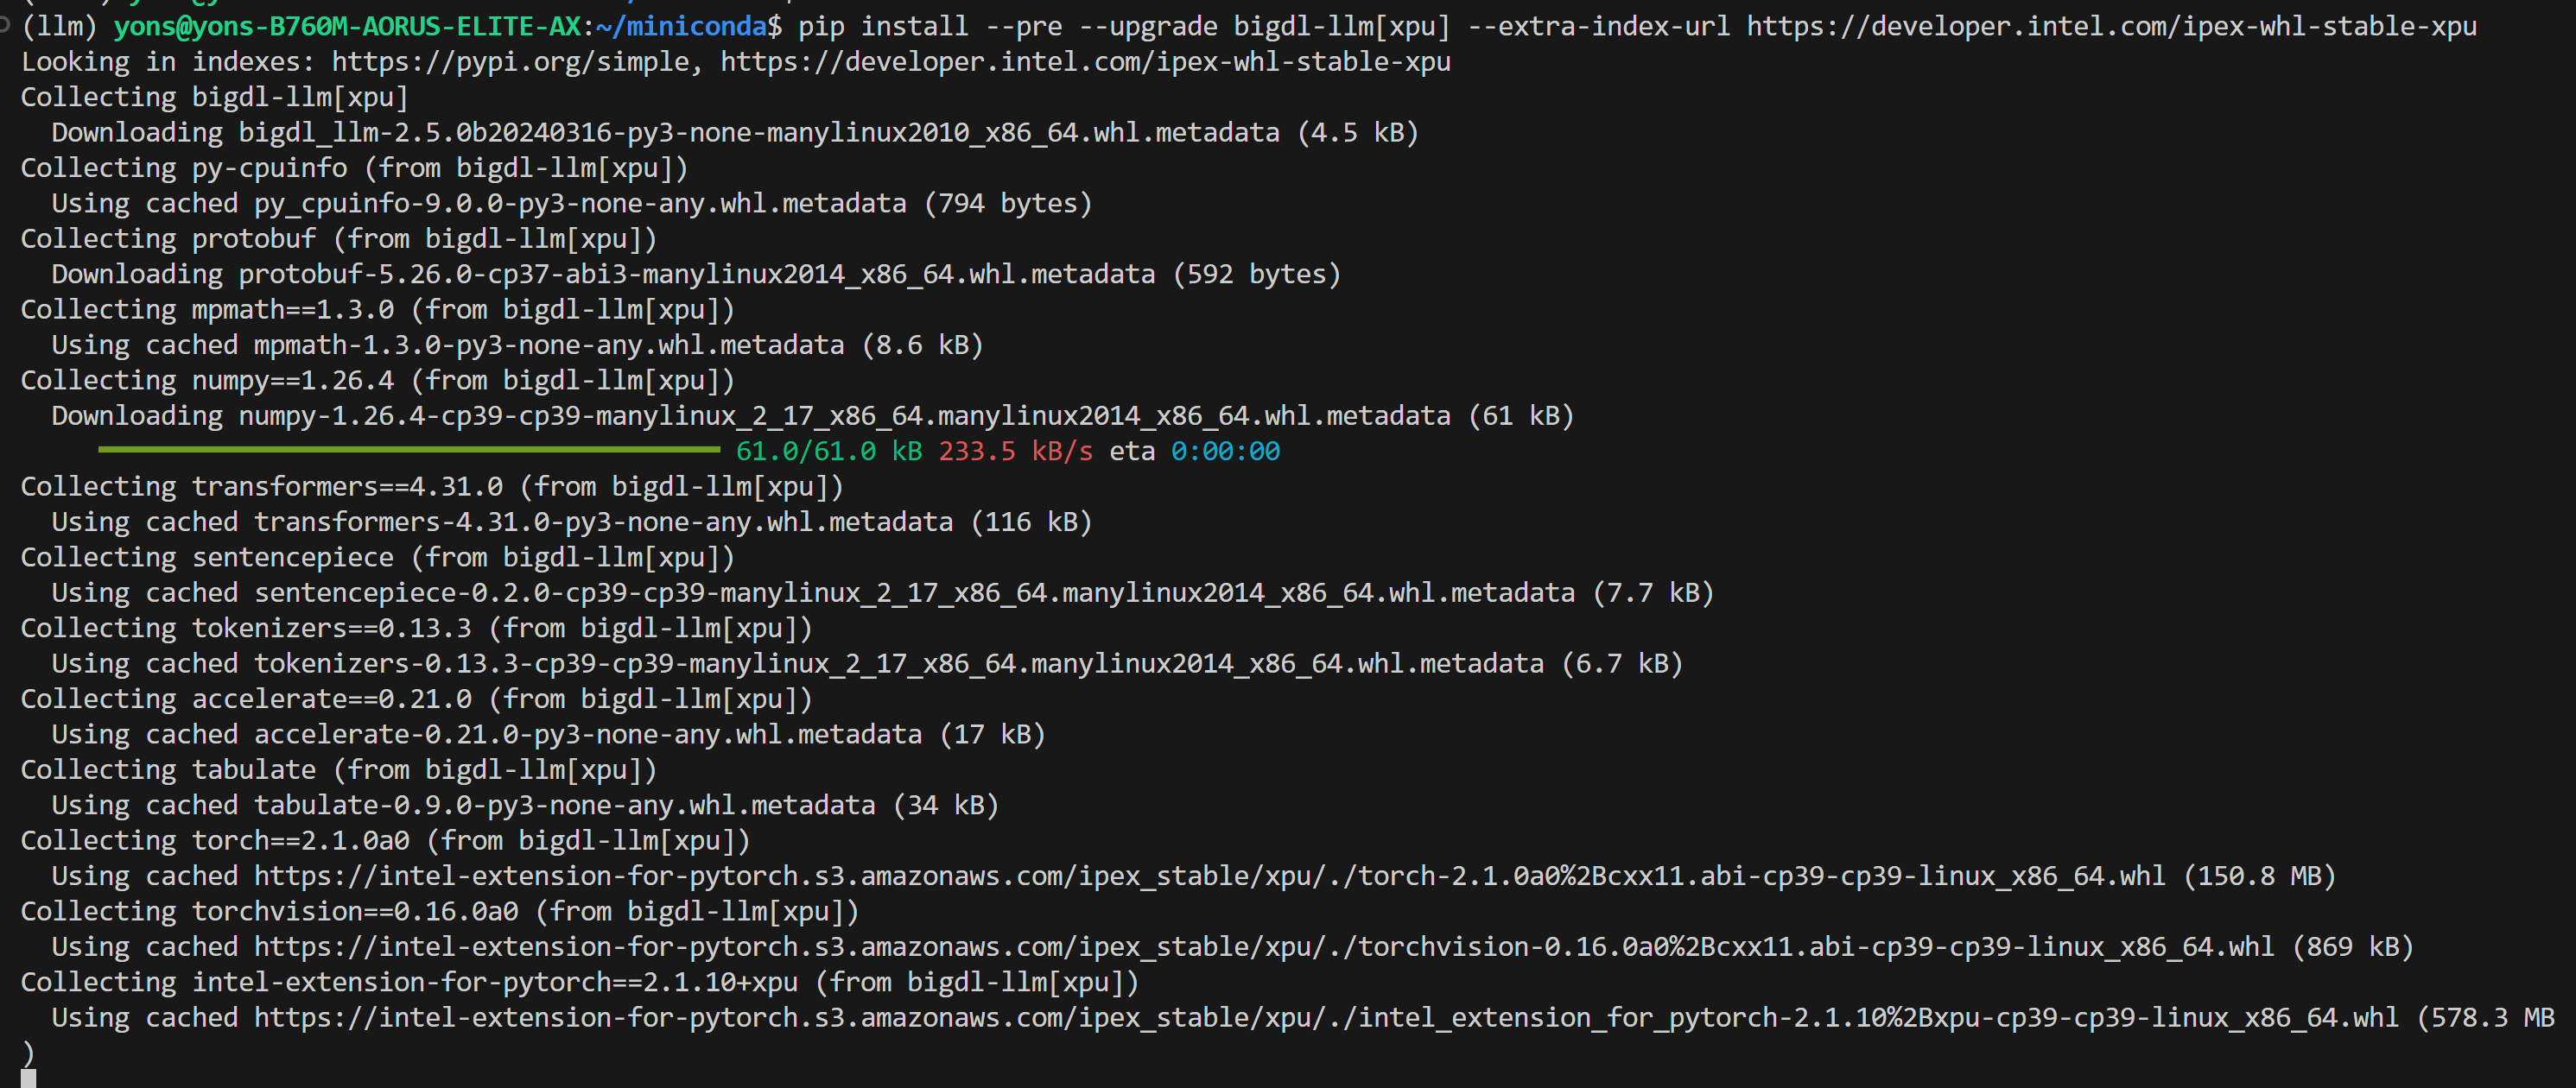 (llm) yons@yons-B760M-AORUS-ELITE-AX:~/miniconda$ pip install --pre --upgrade bigdl-llm[xpu] --extra-index-url https://developer.intel.com/ipex-whl-stable-xpu
Looking in indexes: https://pypi.org/simple, https://developer.intel.com/ipex-whl-stable-xpu
Collecting bigdl-llm[xpu]
  Downloading bigdl_llm-2.5.0b20240316-py3-none-manylinux2010_x86_64.whl.metadata (4.5 kB)
Collecting py-cpuinfo (from bigdl-llm[xpu])
  Using cached py_cpuinfo-9.0.0-py3-none-any.whl.metadata (794 bytes)
Collecting protobuf (from bigdl-llm[xpu])
  Downloading protobuf-5.26.0-cp37-abi3-manylinux2014_x86_64.whl.metadata (592 bytes)
Collecting mpmath==1.3.0 (from bigdl-llm[xpu])
  Using cached mpmath-1.3.0-py3-none-any.whl.metadata (8.6 kB)
Collecting numpy==1.26.4 (from bigdl-llm[xpu])
  Downloading numpy-1.26.4-cp39-cp39-manylinux_2_17_x86_64.manylinux2014_x86_64.whl.metadata (61 kB)
61.0/61.0 kB 233.5 kB/s eta 0:00:00
Collecting transformers==4.31.0 (from bigdl-llm[xpu])
  Using cached transformers-4.31.0-py3-none-any.whl.metadata (116 kB)
Collecting sentencepiece (from bigdl-llm[xpu])
  Using cached sentencepiece-0.2.0-cp39-cp39-manylinux_2_17_x86_64.manylinux2014_x86_64.whl.metadata (7.7 kB)
Collecting tokenizers==0.13.3 (from bigdl-llm[xpu])
  Using cached tokenizers-0.13.3-cp39-cp39-manylinux_2_17_x86_64.manylinux2014_x86_64.whl.metadata (6.7 kB)
Collecting accelerate==0.21.0 (from bigdl-llm[xpu])
  Using cached accelerate-0.21.0-py3-none-any.whl.metadata (17 kB)
Collecting tabulate (from bigdl-llm[xpu])
  Using cached tabulate-0.9.0-py3-none-any.whl.metadata (34 kB)
Collecting torch==2.1.0a0 (from bigdl-llm[xpu])
  Using cached https://intel-extension-for-pytorch.s3.amazonaws.com/ipex_stable/xpu/./torch-2.1.0a0%2Bcxx11.abi-cp39-cp39-linux_x86_64.whl (150.8 MB)
Collecting torchvision==0.16.0a0 (from bigdl-llm[xpu])
  Using cached https://intel-extension-for-pytorch.s3.amazonaws.com/ipex_stable/xpu/./torchvision-0.16.0a0%2Bcxx11.abi-cp39-cp39-linux_x86_64.whl (869 kB)
Collecting intel-extension-for-pytorch==2.1.10+xpu (from bigdl-llm[xpu])
  Using cached https://intel-extension-for-pytorch.s3.amazonaws.com/ipex_stable/xpu/./intel_extension_for_pytorch-2.1.10%2Bxpu-cp39-cp39-linux_x86_64.whl (578.3 MB
)